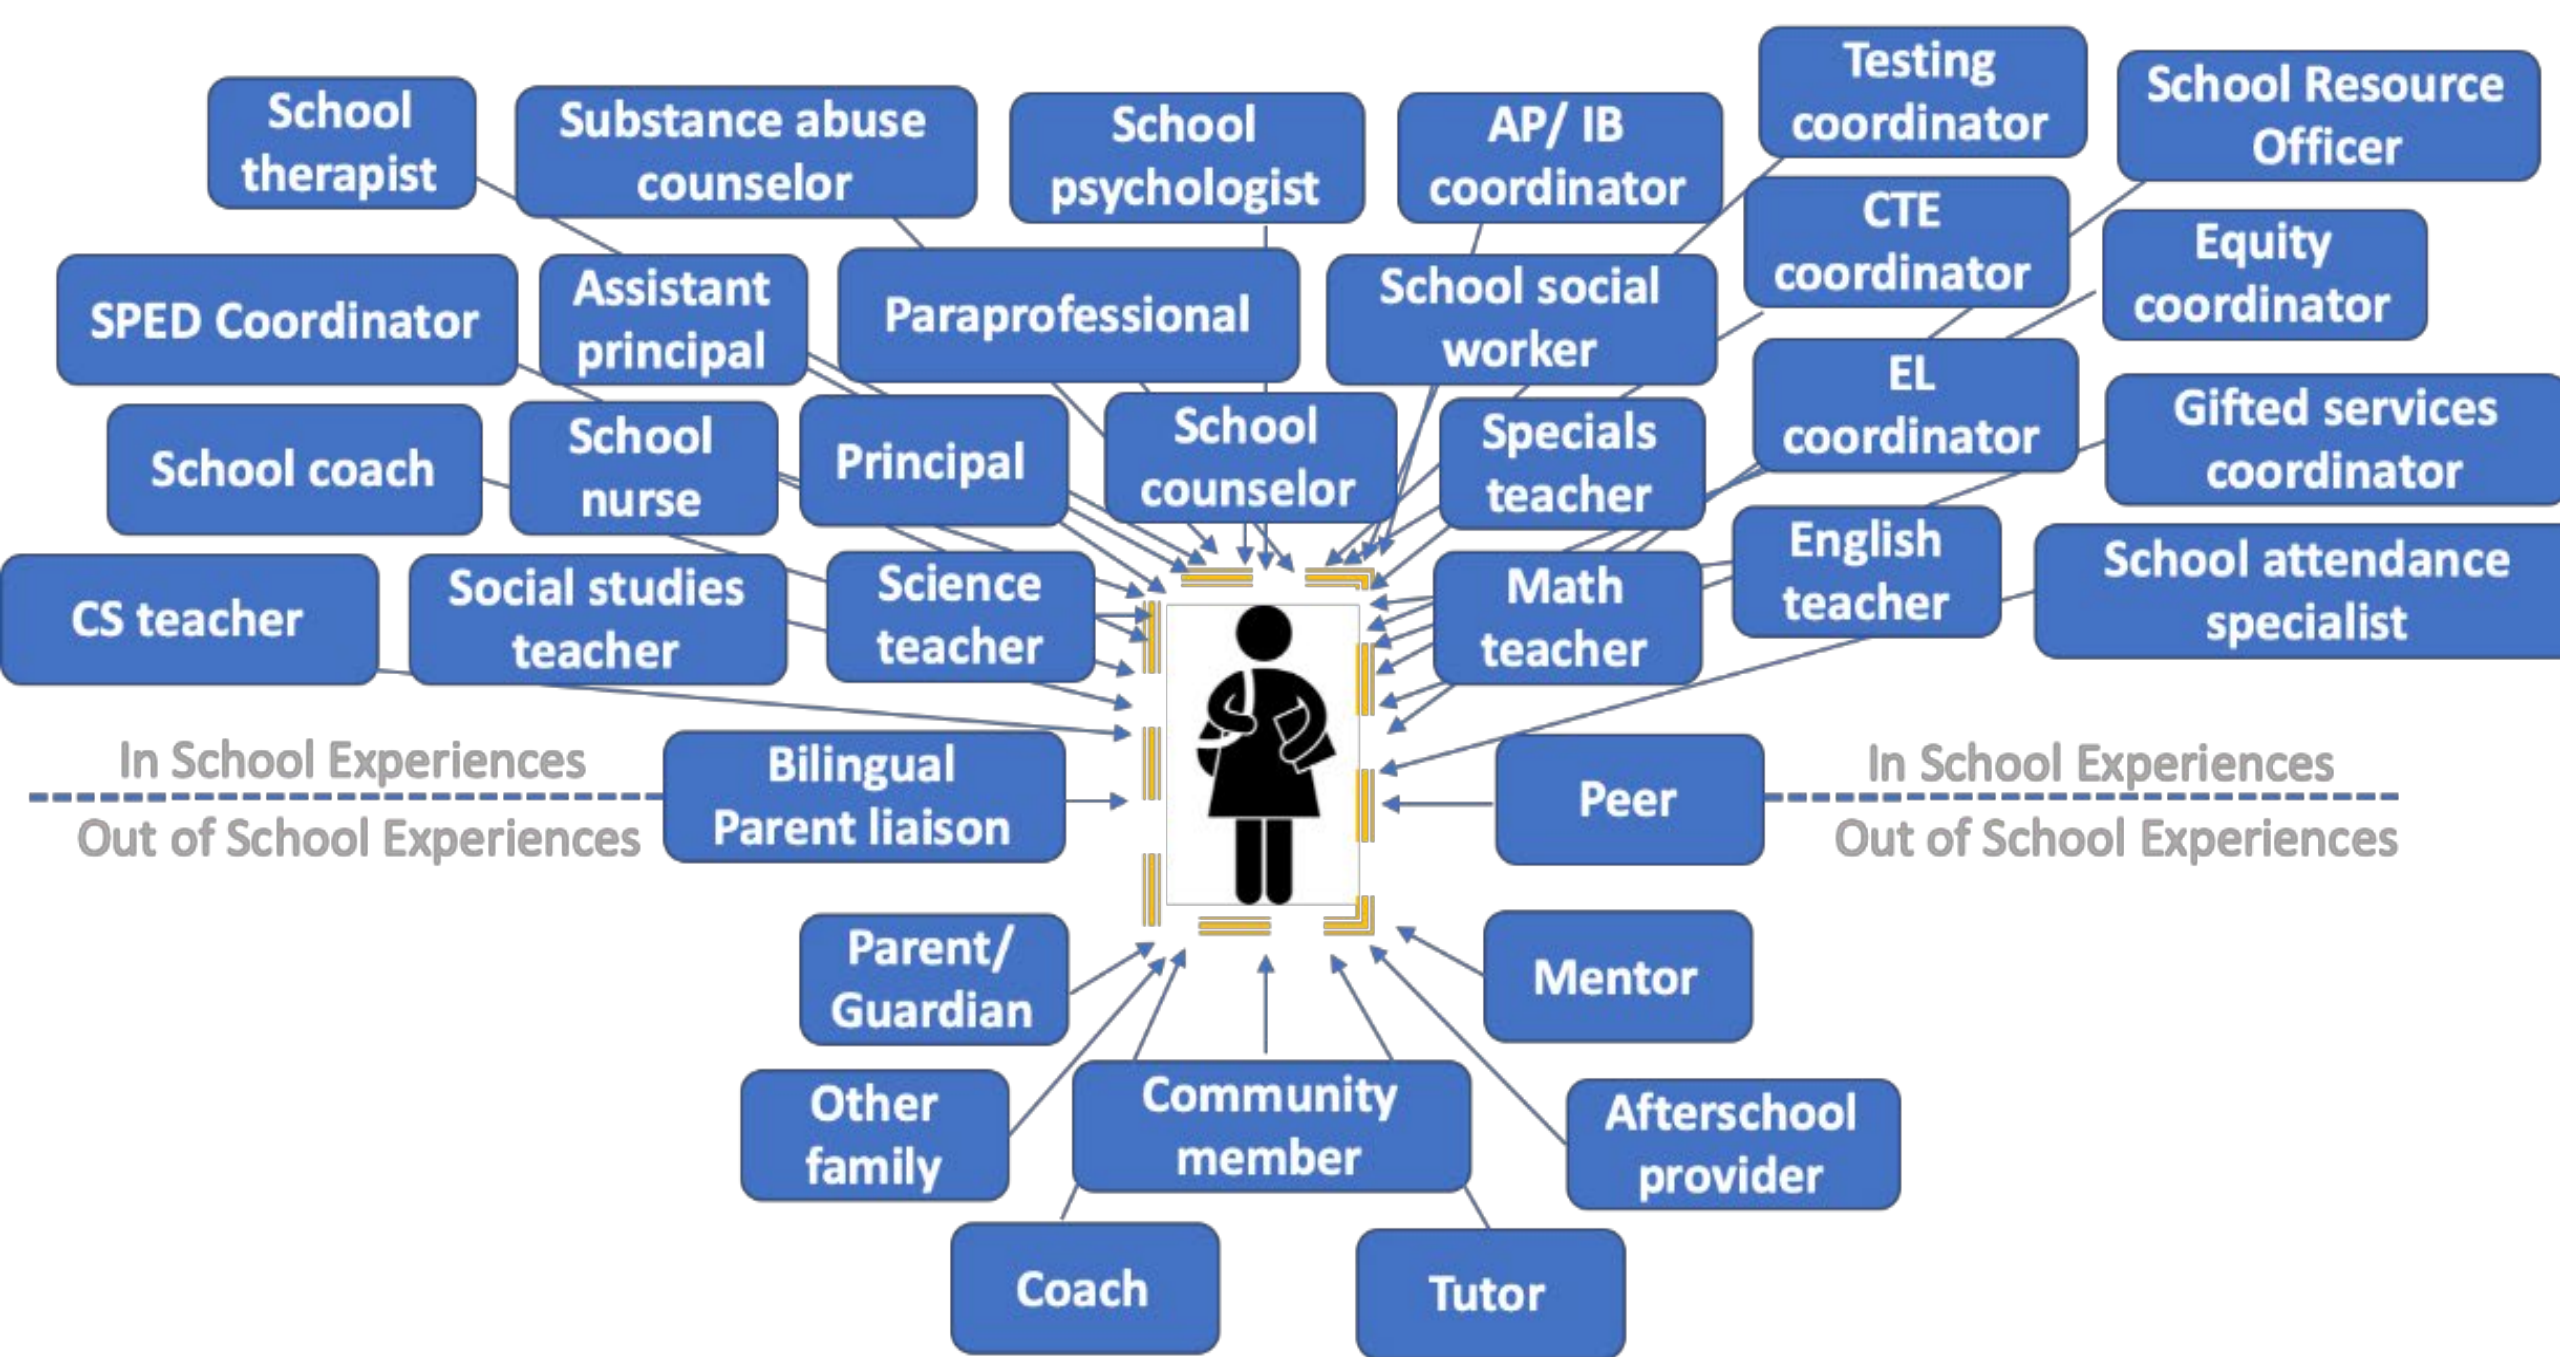 School
therapist
Substance abuse
counselor
School
psychologist
AP/ IB
coordinator
Testing
coordinator
School Resource
Officer
SPED Coordinator
Assistant
principal
Paraprofessional
School social
worker
CTE
coordinator
Equity
coordinator
School coach
School
nurse
Principal
School
counselor
Specials
teacher
EL
coordinator
Gifted services
coordinator
CS teacher
Social studies
teacher
Science
teacher
Math
teacher
English
teacher
School attendance
specialist
In School Experiences
Out of School Experiences
Bilingual
Parent liaison
Peer
In School Experiences
Out of School Experiences
Parent/
Guardian
Mentor
Other
family
Community
member
Afterschool
provider
Coach
Tutor